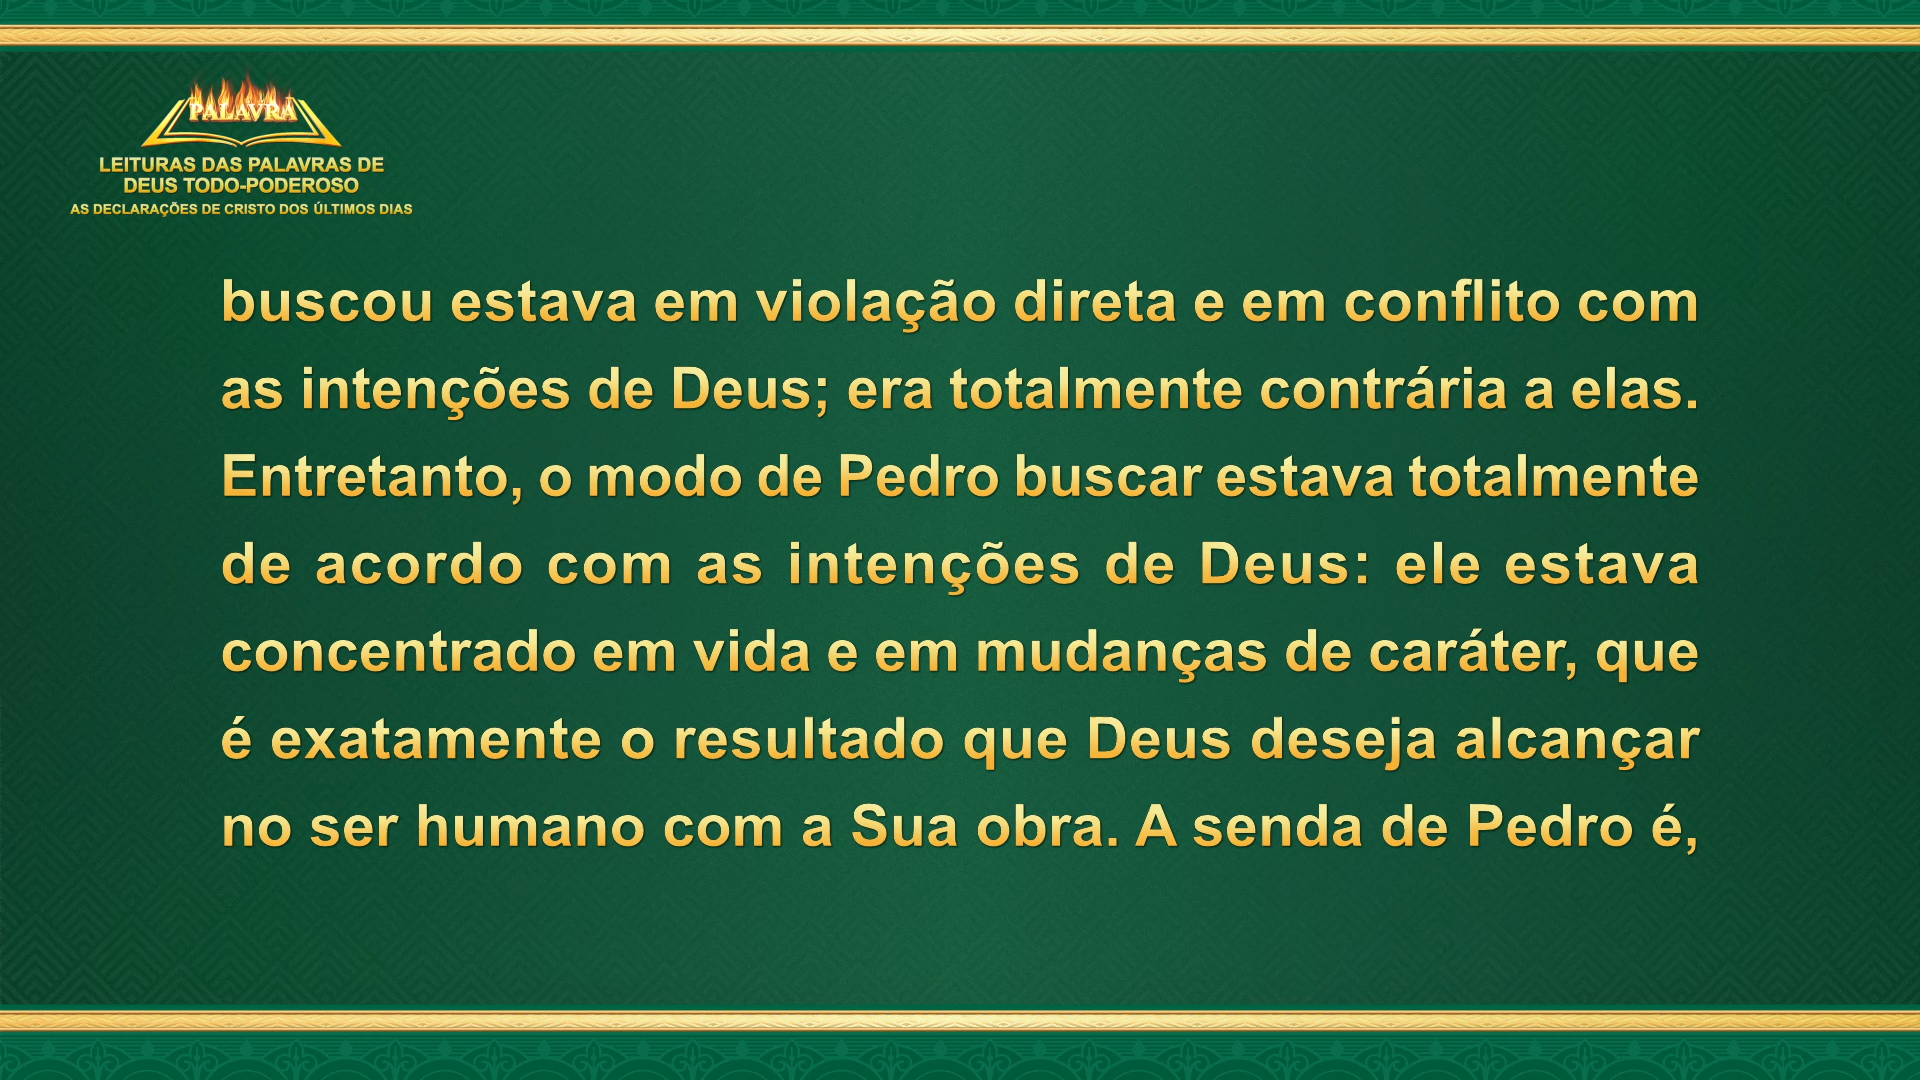 PALAVRA
LEITURAS DAS PALAVRAS DE
DEUS TODO-PODEROSO
AS DECLARAÇÕES DE CRISTO DOS ÚLTIMOS DIAS
buscou estava em violação direta e em conflito com
as intenções de Deus; era totalmente contrária a elas.
Entretanto, o modo de Pedro buscar estava totalmente
de acordo com as intenções de Deus: ele estava
concentrado em vida e em mudanças de caráter, que
é exatamente o resultado que Deus deseja alcançar
no ser humano com a Sua obra. A senda de Pedro é,